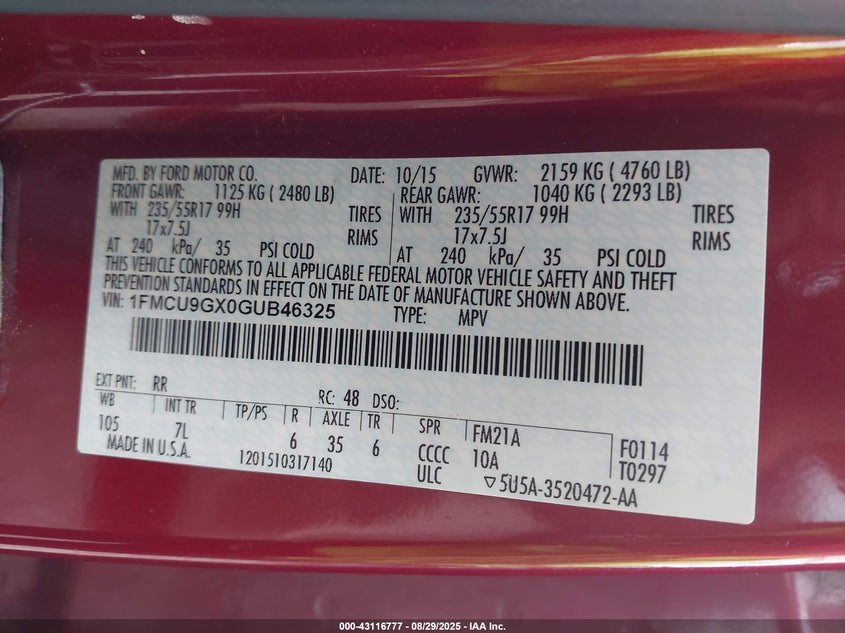 MFD. BY FORD MOTOR CO. DATE: 10/15 GVWR: 2159 KG ( 4760 LB)
FRONT GAWR: 1125 KG ( 2480 LB) REAR GAWR: 1040 KG ( 2293 LB)
WITH 235/55R17 99H TIRES WITH 235/55R17 99H TIRES
17x7.5J RIMS 17x7.5J RIMS
AT 240 kPa/ 35 PSI COLD AT 240 kPa/ 35 PSI COLD
THIS VEHICLE CONFORMS TO ALL APPLICABLE FEDERAL MOTOR VEHICLE SAFETY AND THEFT
PREVENTION STANDARDS IN EFFECT ON THE DATE OF MANUFACTURE SHOWN ABOVE.
VIN: 1FMCU9GX0GUB46325 TYPE: MPV
EXT PNT: RR RC: 48 DSO:
WB INT TR TP/PS R AXLE TR SPR FM21A F0114
105 7L 6 35 6 CCCC 10A T0297
MADE IN U.S.A. 1201510317140 ULC ▽5U5A-3520472-AA
000-43116777 - 08/29/2025 - IAA Inc.